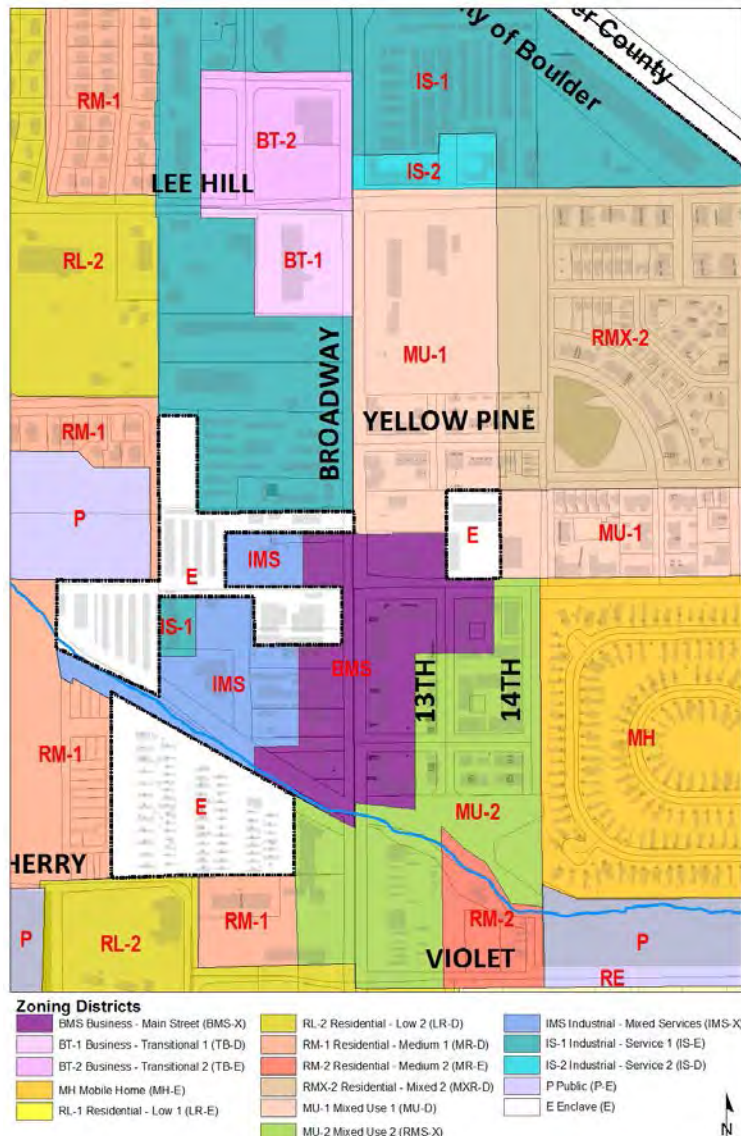 er County
ty of Boulder
RM-1
IS-1
BT-2
LEE HILL
IS-2
RL-2
BT-1
RMX-2
MU-1
BROADWAY
YELLOW PINE
RM-1
P
E
MU-1
IMS
E
IS-1
IMS
BMS
13TH
14TH
RM-1
MH
E
MU-2
HERRY
RM-1
RM-2
P
RL-2
P
VIOLET
RE
Zoning Districts
BMS Business - Main Street (BMS-X)
BT-1 Business - Transitional 1 (TB-D)
BT-2 Business - Transitional 2 (TB-E)
MH Mobile Home (MH-E)
RL-1 Residential - Low 1 (LR-E)
RL-2 Residential - Low 2 (LR-D)
RM-1 Residential - Medium 1 (MR-D)
RM-2 Residential - Medium 2 (MR-E)
RMX-2 Residential - Mixed 2 (MXR-D)
MU-1 Mixed Use 1 (MU-D)
MU-2 Mixed Use 2 (RMS-X)
IMS Industrial - Mixed Services (IMS-X)
IS-1 Industrial - Service 1 (IS-E)
IS-2 Industrial - Service 2 (IS-D)
P Public (P-E)
E Enclave (E)
N